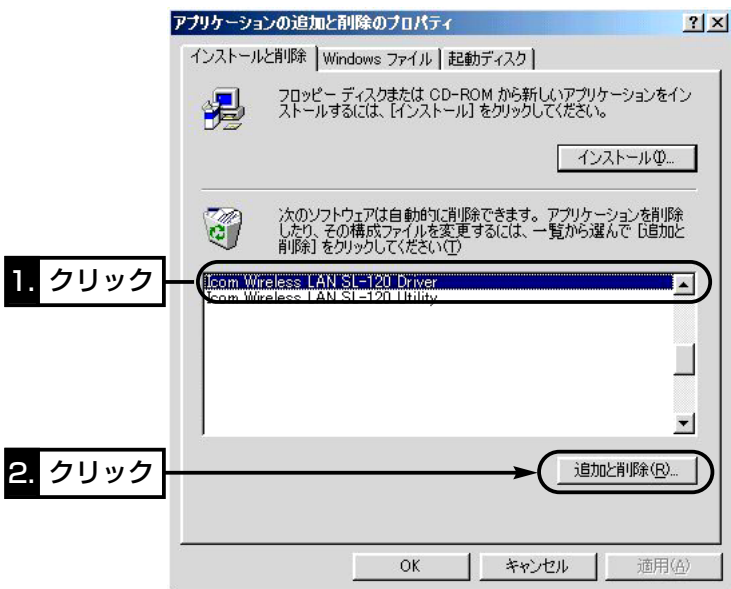 アプリケーションの追加と削除のプロパティ
インストールと削除 Windows ファイル 起動ディスク
フロッピー ディスクまたは CD-ROM から新しいアプリケーションをイン
ストールするには、[インストール] をクリックしてください。
インストール(I)...
次のソフトウェアは自動的に削除できます。アプリケーションを削除
したり、その構成ファイルを変更するには、一覧から選んで [追加と
削除] をクリックしてください(T)
1. クリック
Icom Wireless LAN SL-120 Driver
Icom Wireless LAN SL-120 Utility
2. クリック
追加と削除(R)...
OK キャンセル 適用(A)